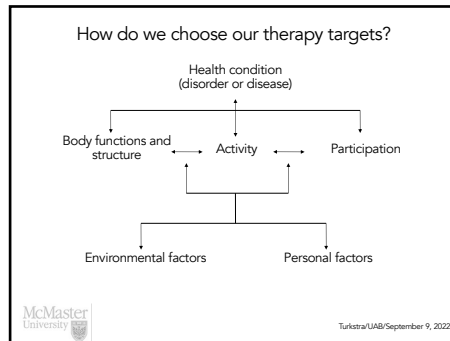 How do we choose our therapy targets?
Health condition
(disorder or disease)
Body functions and
structure
Activity
Participation
Environmental factors
Personal factors
McMaster
University
Turkstra/UAB/September 9, 2022